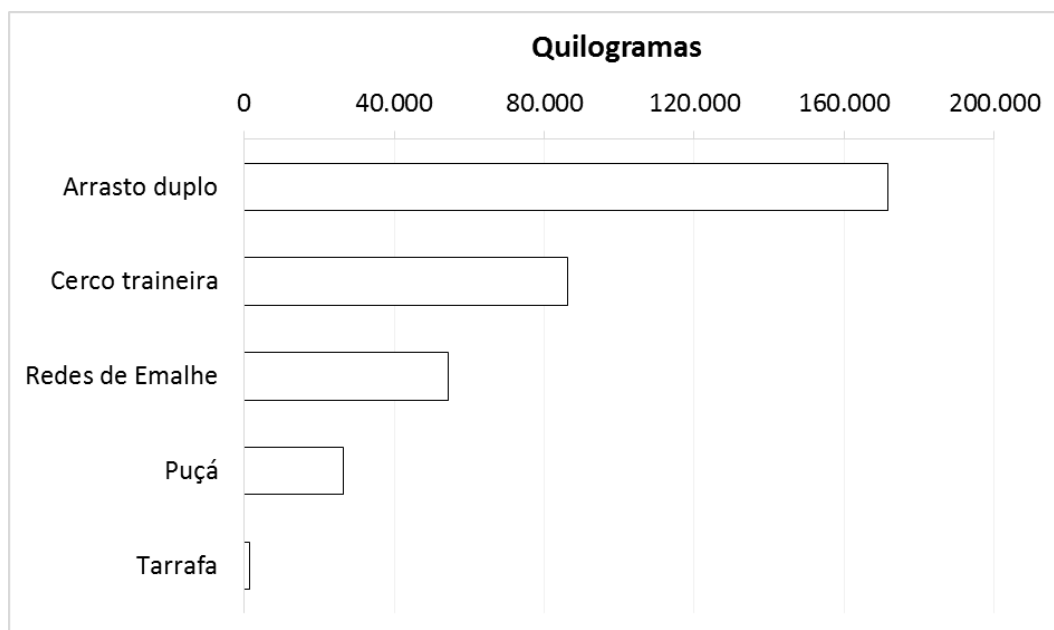 Quilogramas
0 40.000 80.000 120.000 160.000 200.000
Arrasto duplo
Cerco traineira
Redes de Emalhe
Puçá
Tarrafa